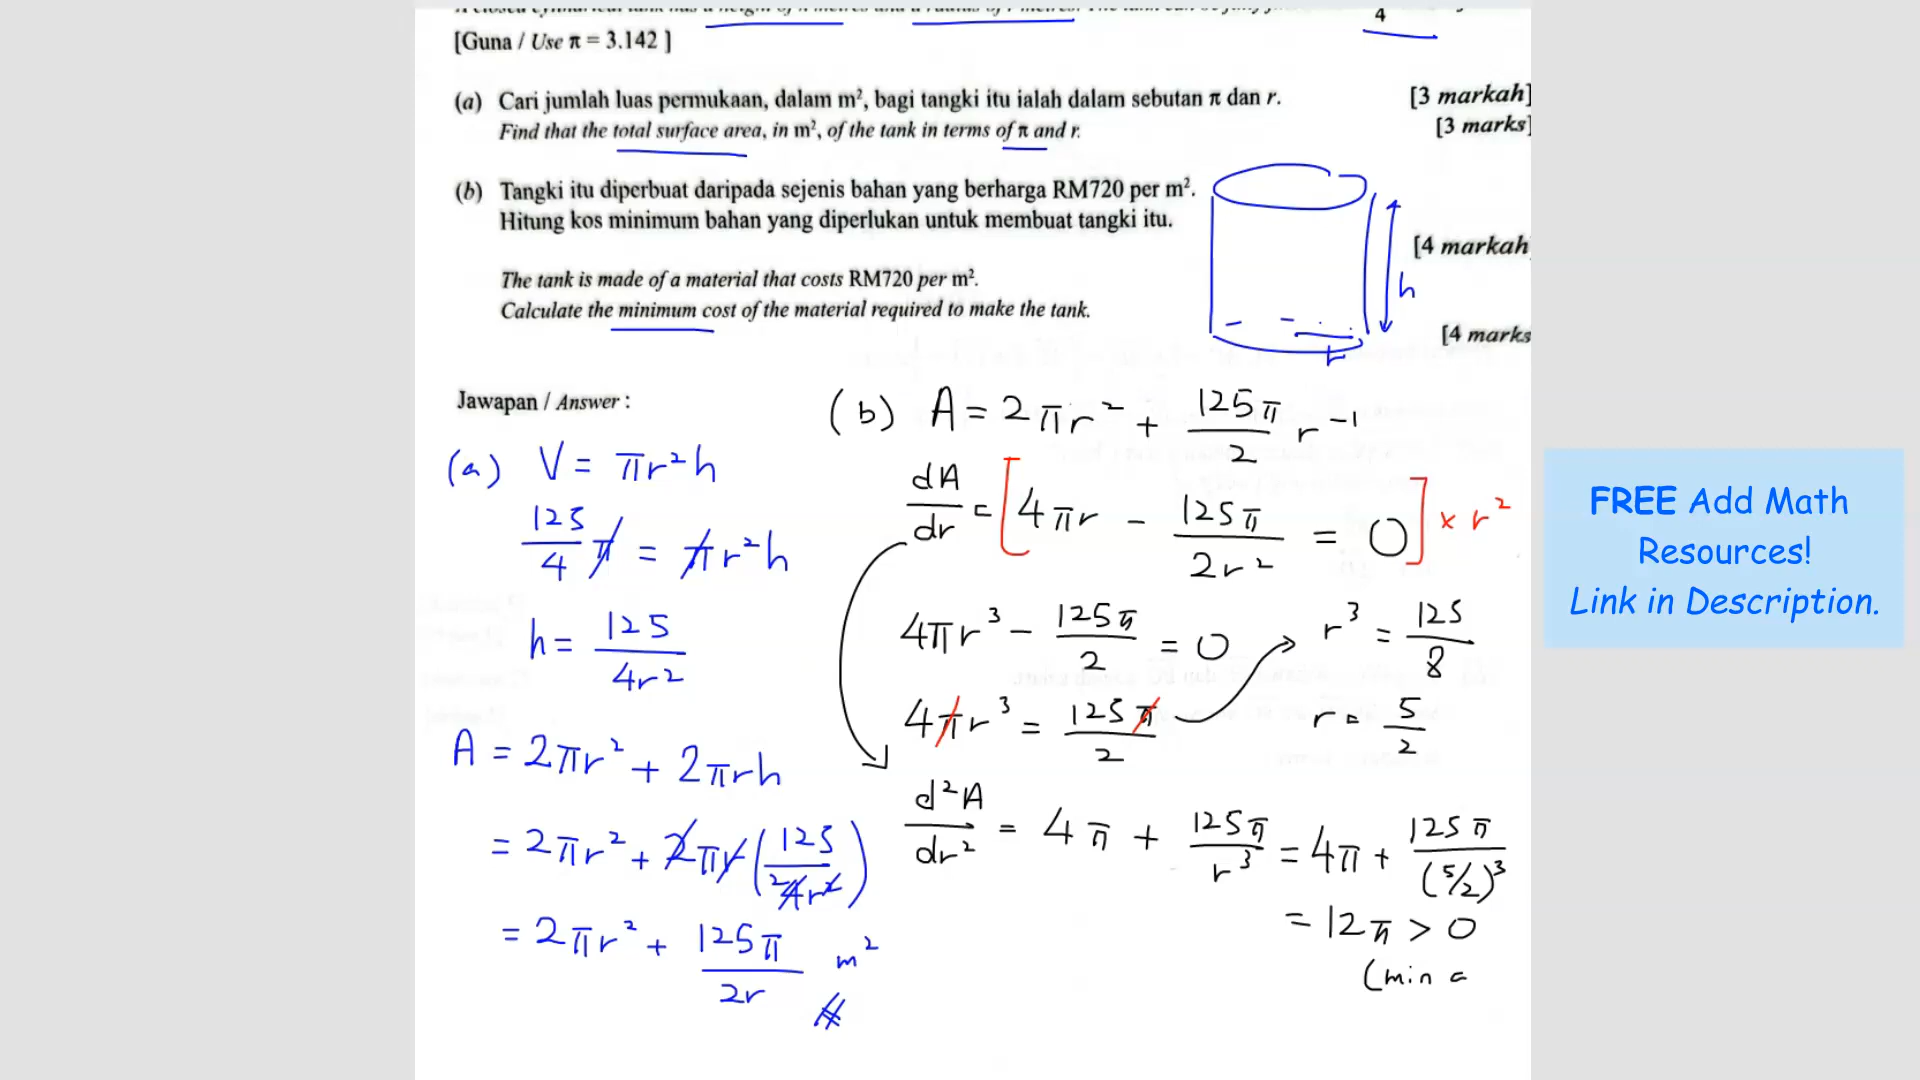 4
[Guna / Use π = 3.142 ]
(a) Cari jumlah luas permukaan, dalam m², bagi tangki itu ialah dalam sebutan π dan r. [3 markah]
Find that the total surface area, in m², of the tank in terms of π and r. [3 marks]
(b) Tangki itu diperbuat daripada sejenis bahan yang berharga RM720 per m².
Hitung kos minimum bahan yang diperlukan untuk membuat tangki itu.
[4 markah
The tank is made of a material that costs RM720 per m².
Calculate the minimum cost of the material required to make the tank.
[4 marks
h
r
Jawapan / Answer :
(a) V = πr²h
125/4 π = πr²h
h = 125/4r²
A = 2πr² + 2πrh
= 2πr² + 2πr(125/4r²)
2
= 2πr² + 125π/2r m²
(b) A = 2πr² + 125π/2 r⁻¹
dA/dr = [4πr - 125π/2r² = 0] × r²
4πr³ - 125π/2 = 0
4πr³ = 125π/2
r³ = 125/8
r = 5/2
d²A/dr² = 4π + 125π/r³ = 4π + 125π/(5/2)³
= 12π > 0
(min
FREE Add Math
Resources!
Link in Description.